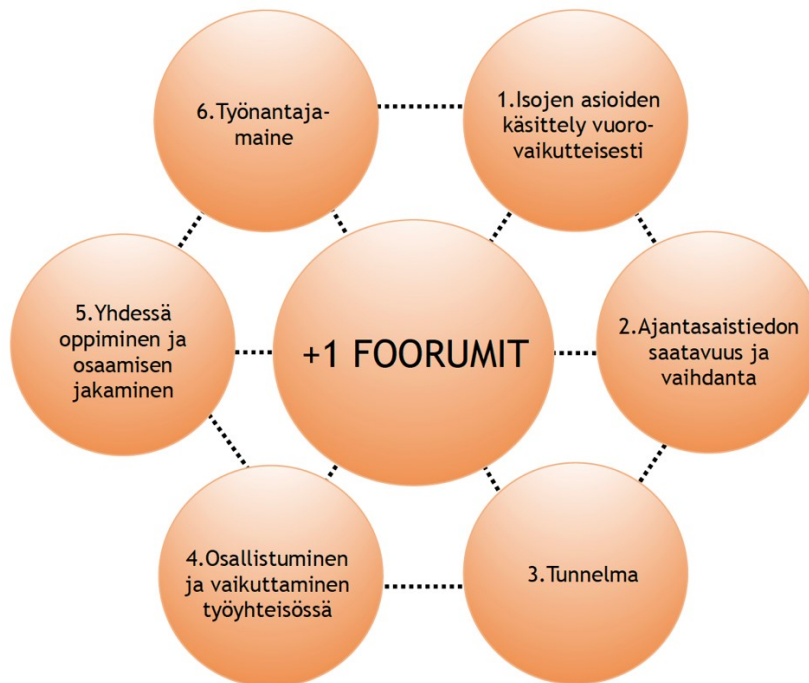 6.Työnantaja-
maine
1.Isojen asioiden
käsittely vuoro-
vaikutteisesti
5.Yhdessä
oppiminen ja
osaamisen
jakaminen
+1 FOORUMIT
2.Ajantasaistiedon
saatavuus ja
vaihdanta
4.Osallistuminen
ja vaikuttaminen
työyhteisössä
3.Tunnelma